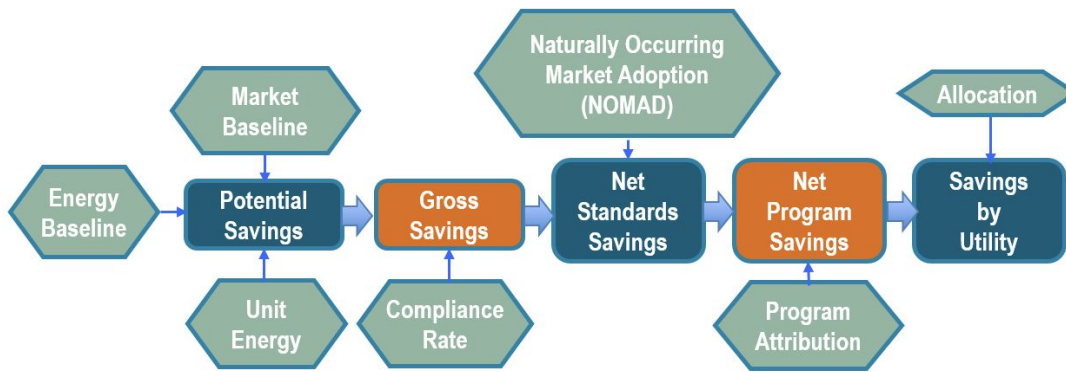 Naturally Occurring
Market Adoption
(NOMAD)
Market
Baseline
Allocation
Energy
Baseline
Potential
Savings
Gross
Savings
Net
Standards
Savings
Net
Program
Savings
Savings
by
Utility
Unit
Energy
Compliance
Rate
Program
Attribution